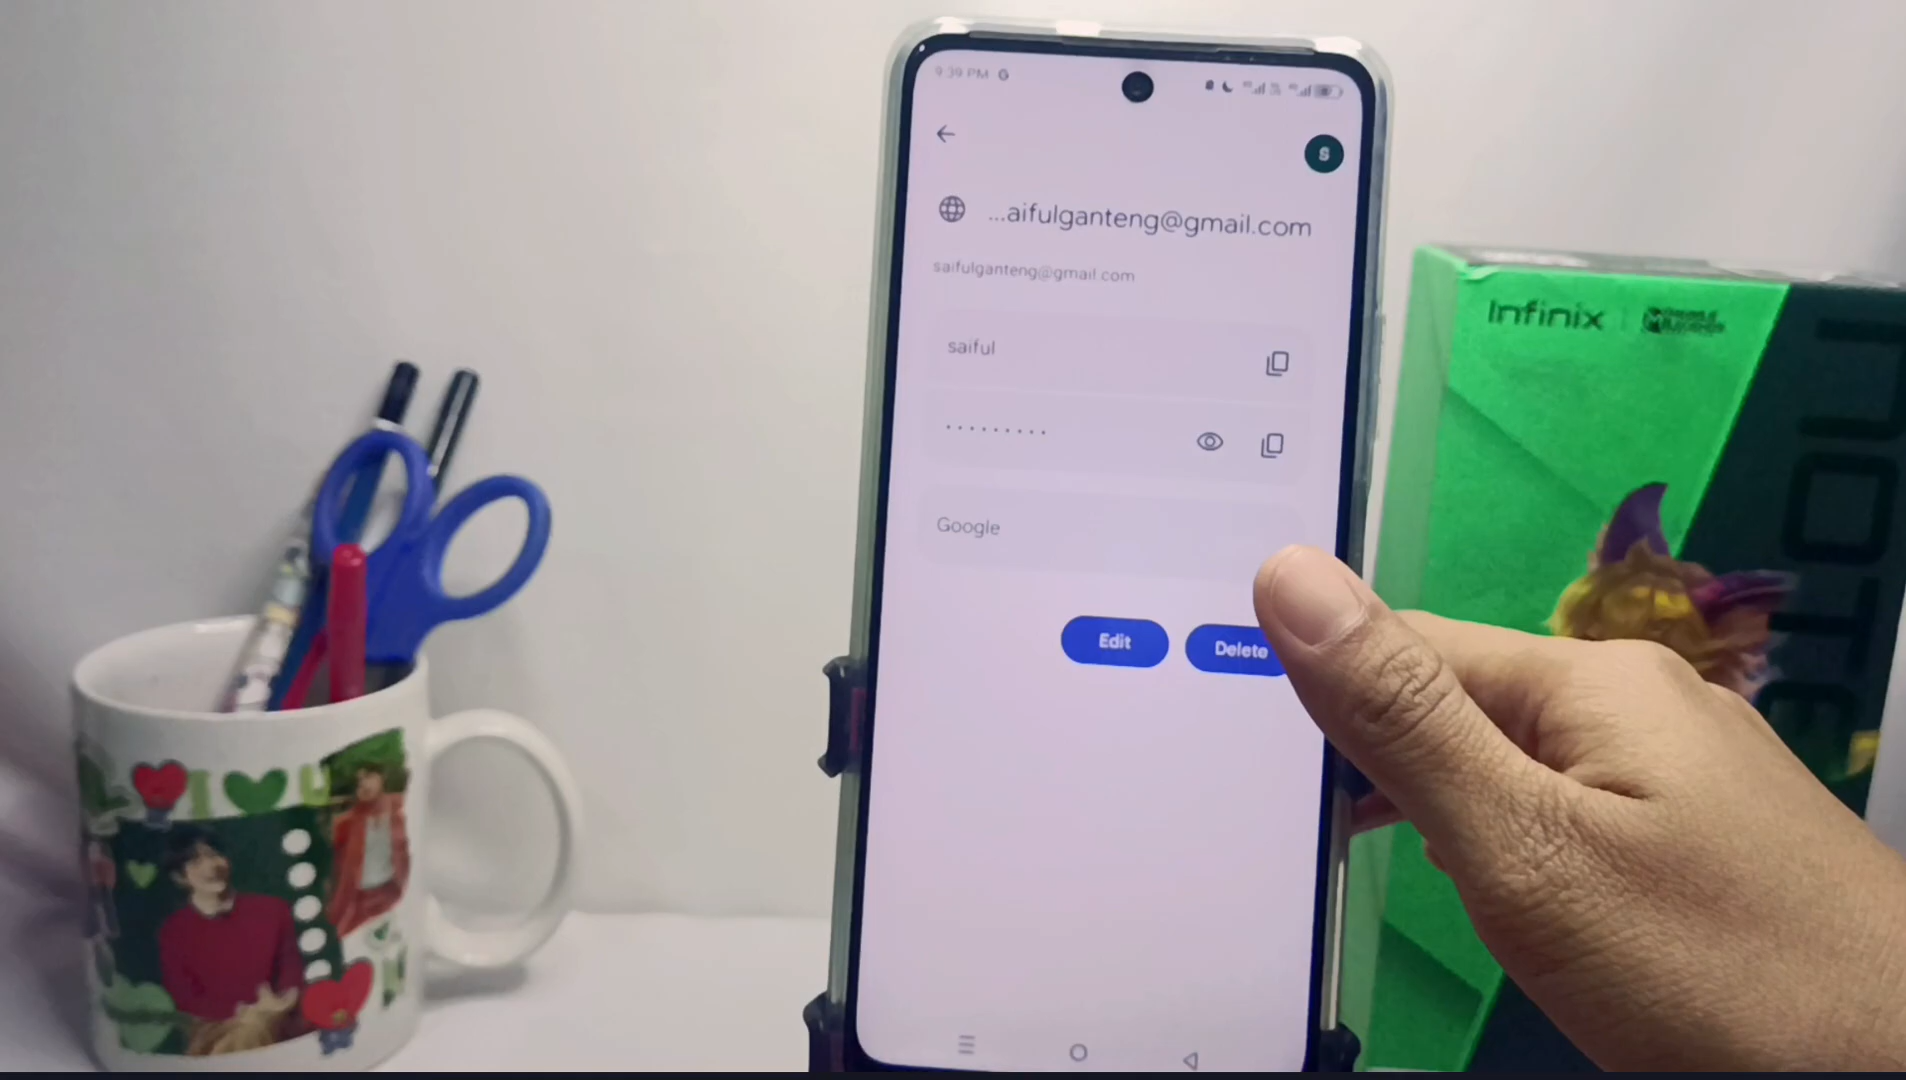 9:39 PM G
S
...aifulganteng@gmail.com
saifulganteng@gmail.com
saiful
Google
Edit
Delete
Infinix
I U